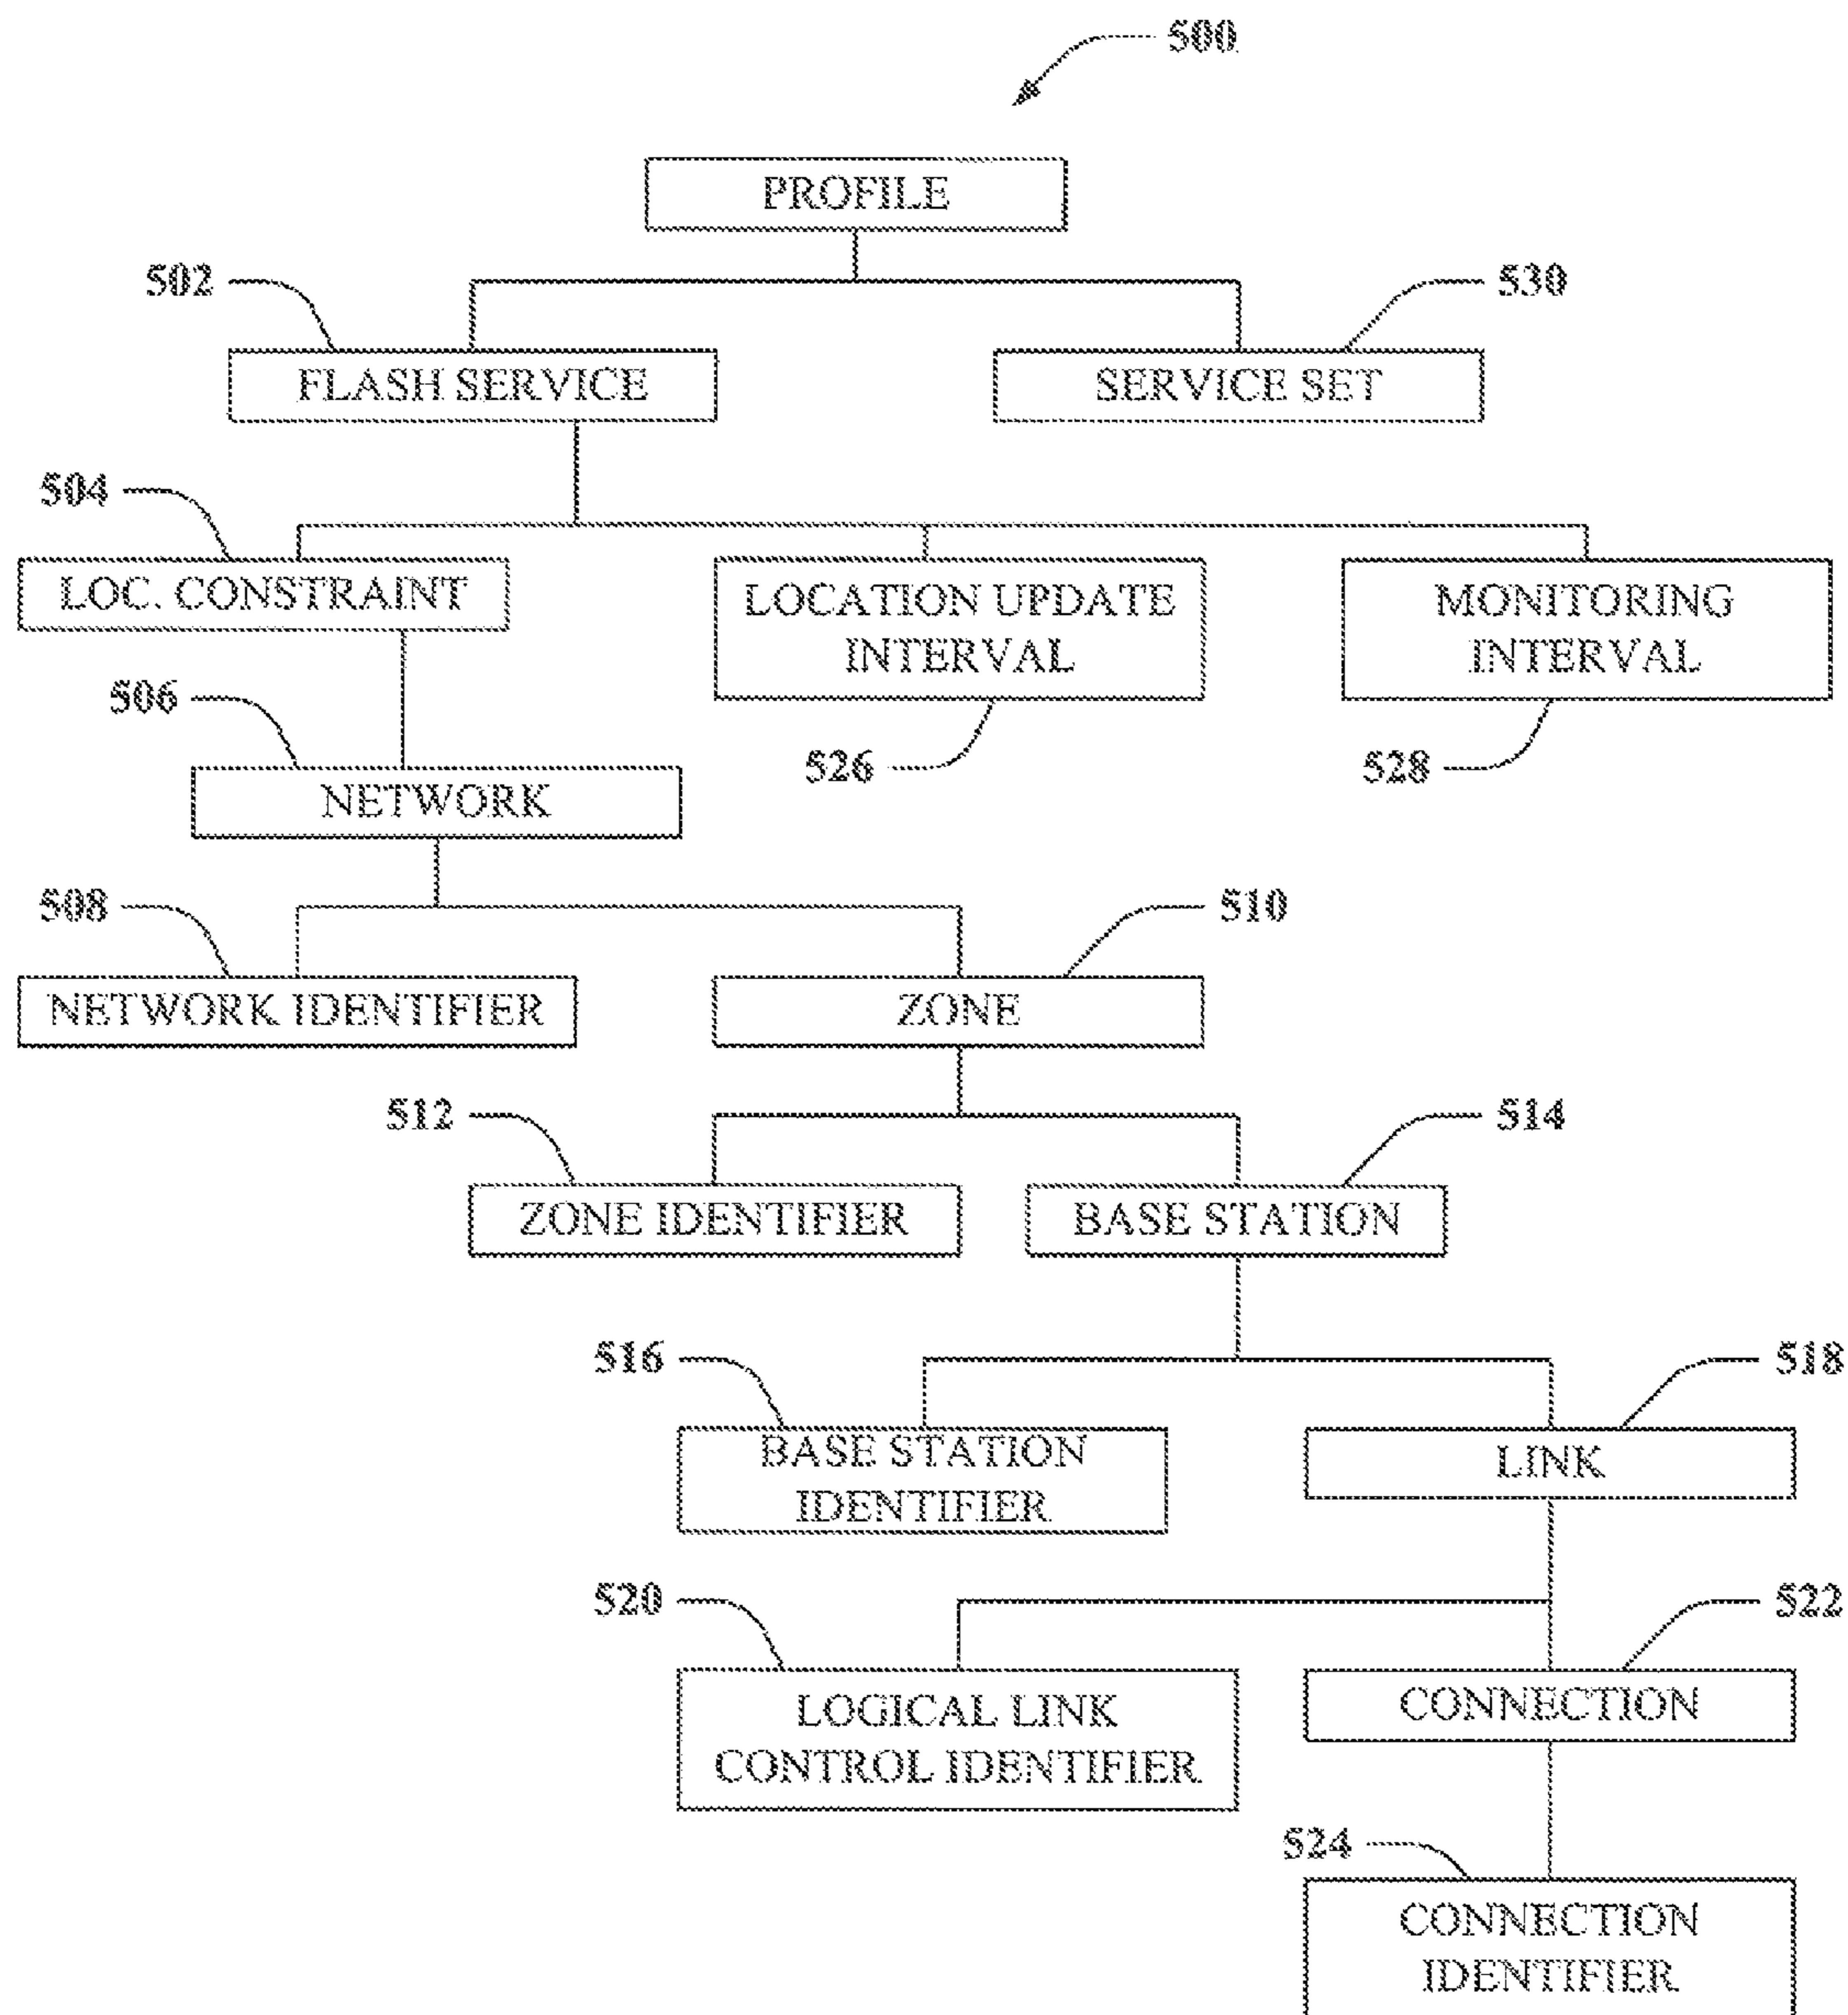 500
PROFILE
502
530
FLASH SERVICE
SERVICE SET
504
LOC. CONSTRAINT
LOCATION UPDATE
INTERVAL
MONITORING
INTERVAL
506
526
528
NETWORK
508
510
NETWORK IDENTIFIER
ZONE
512
514
ZONE IDENTIFIER
BASE STATION
516
518
BASE STATION
IDENTIFIER
LINK
520
522
LOGICAL LINK
CONTROL IDENTIFIER
CONNECTION
524
CONNECTION
IDENTIFIER